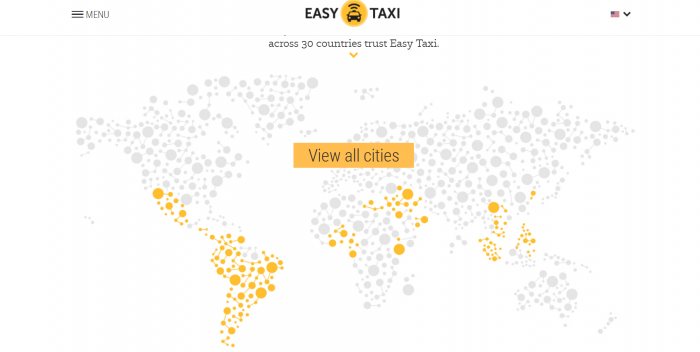 MENU
EASY TAXI
across 30 countries trust Easy Taxi.
View all cities